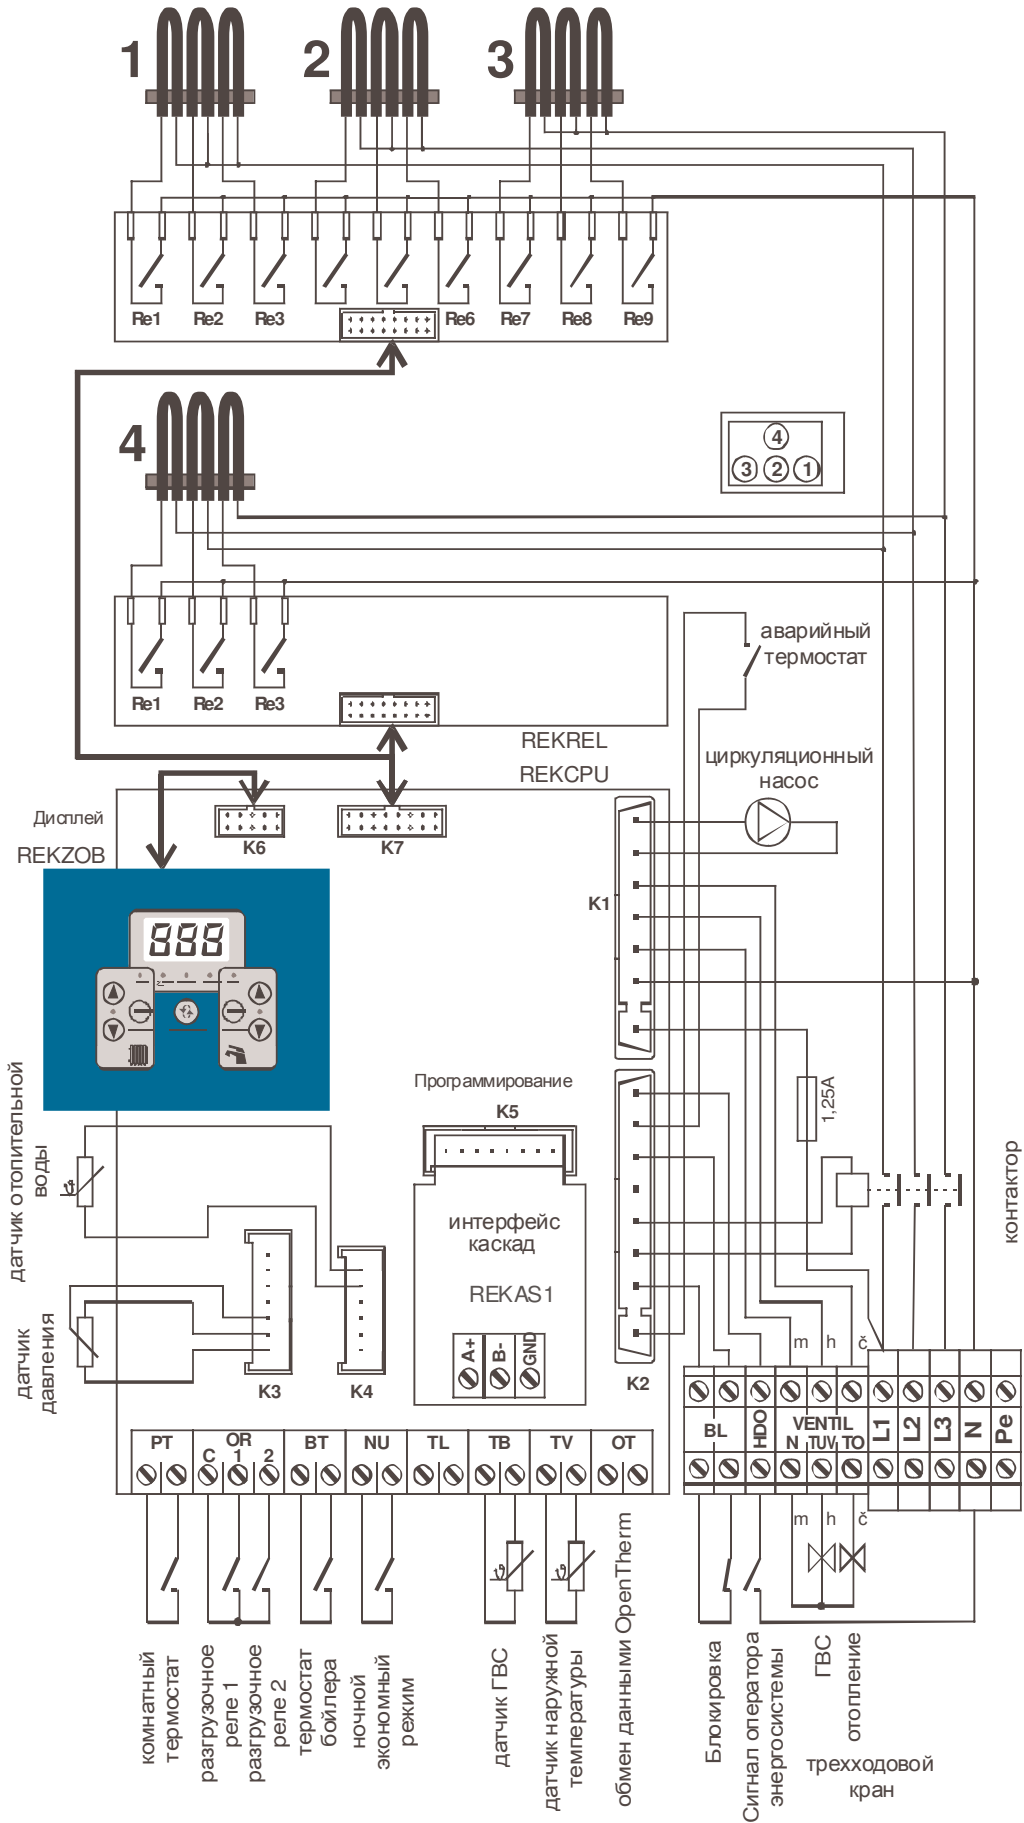 1 2 3
Re1 Re2 Re3 Re6 Re7 Re8 Re9
4
4
3 2 1
аварийный
термостат
Re1 Re2 Re3
REKREL
REKCPU
циркуляционный
насос
Дисплей
REKZOB
K6 K7
K1
888
Программирование
K5
1,25A
датчик отопительной
воды
контактор
интерфейс
каскад
REKAS1
датчик
давления
A+ B- GND
K3 K4 K2
m h č
PT OR BT NU TL TB TV OT
C 1 2
BL HDO VENTIL L1 L2 L3 N Pe
N TUV TO
m h č
комнатный
термостат
разгрузочное
реле 1
разгрузочное
реле 2
термостат
бойлера
ночной
экономный
режим
датчик ГВС
датчик наружной
температуры
обмен данными OpenTherm
Блокировка
Сигнал оператора
энергосистемы
ГВС
отопление
трехходовой
кран